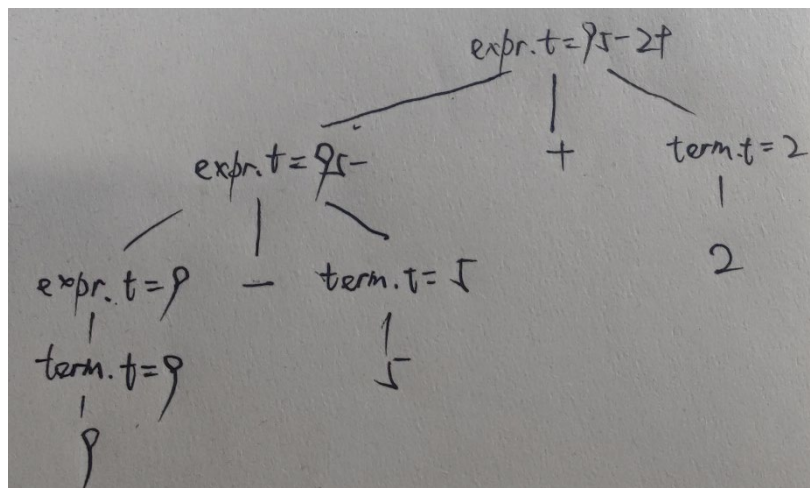 expr.t = 95-2+
expr.t = 95- + term.t = 2
expr.t = 9 - term.t = 5 2
term.t = 9 5
9